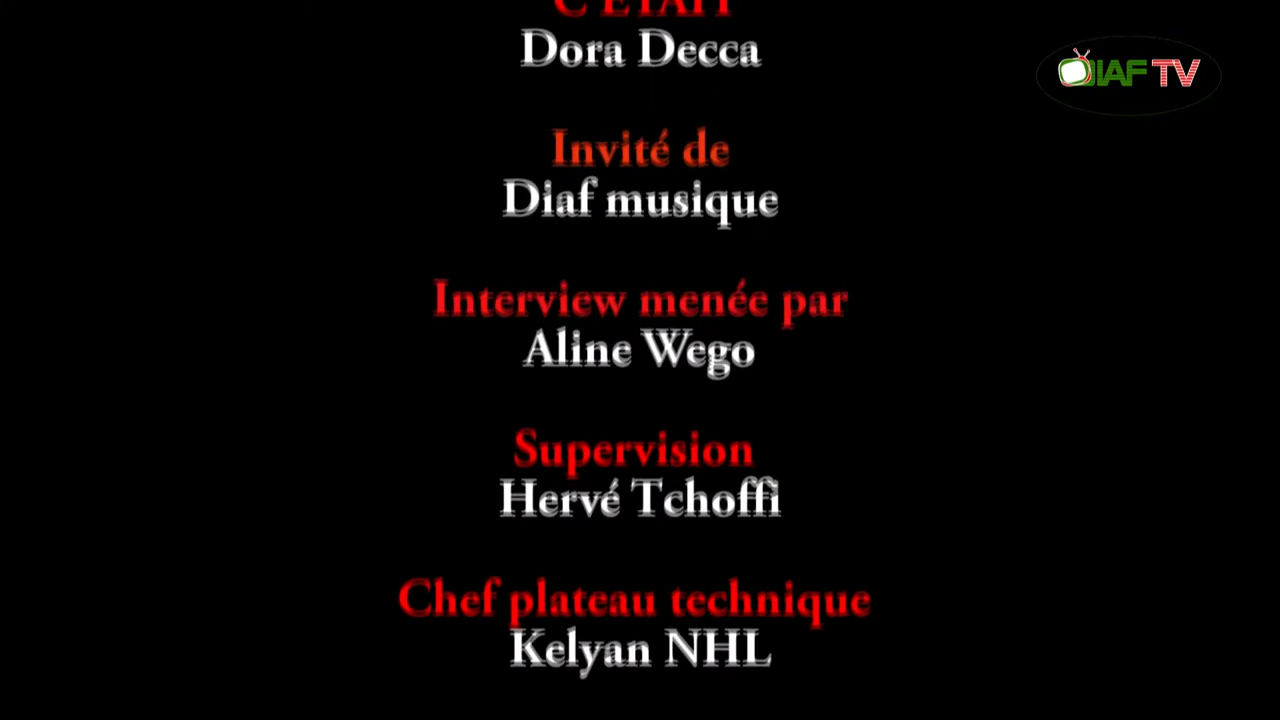 C'ÉTAIT
Dora Decca
DIAF TV
Invité de
Diaf musique
Interview menée par
Aline Wego
Supervision
Hervé Tchoffi
Chef plateau technique
Kelyan NHL